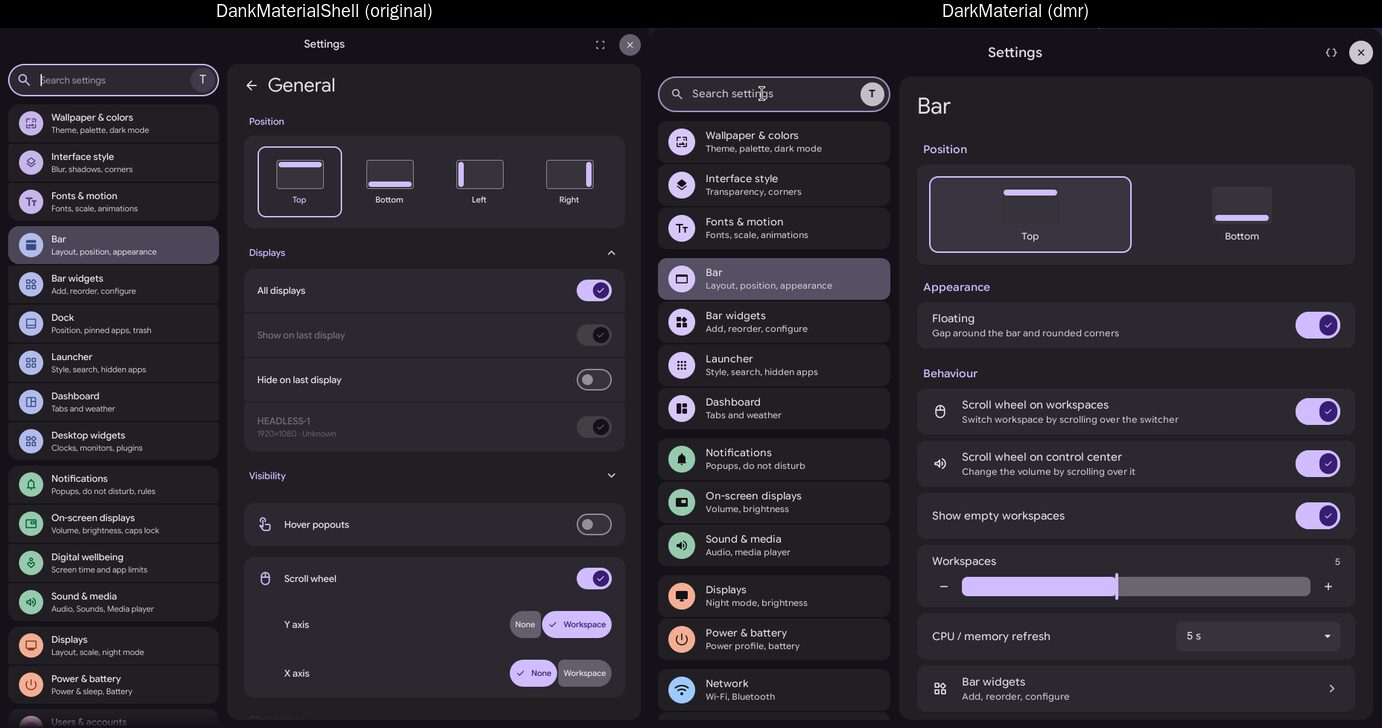 DankMaterialShell (original)
Settings
Search settings
T
Wallpaper & colors
Theme, palette, dark mode
Interface style
Blur, shadows, corners
Fonts & motion
Fonts, scale, animations
Bar
Layout, position, appearance
Bar widgets
Add, reorder, configure
Dock
Position, pinned apps, trash
Launcher
Style, search, hidden apps
Dashboard
Tabs and weather
Desktop widgets
Clocks, monitors, plugins
Notifications
Popups, do not disturb, rules
On-screen displays
Volume, brightness, caps lock
Digital wellbeing
Screen time and app limits
Sound & media
Audio, Sounds, Media player
Displays
Layout, scale, night mode
Power & battery
Power & sleep, Battery
Users & accounts
General
Position
Top
Bottom
Left
Right
Displays
All displays
Show on last display
Hide on last display
HEADLESS-1
1920×1080 · Unknown
Visibility
Hover popouts
Scroll wheel
Y axis
None
Workspace
X axis
None
Workspace
DarkMaterial (dmr)
Settings
Search settings
T
Wallpaper & colors
Theme, palette, dark mode
Interface style
Transparency, corners
Fonts & motion
Fonts, scale, animations
Bar
Layout, position, appearance
Bar widgets
Add, reorder, configure
Launcher
Style, search, hidden apps
Dashboard
Tabs and weather
Notifications
Popups, do not disturb
On-screen displays
Volume, brightness
Sound & media
Audio, media player
Displays
Night mode, brightness
Power & battery
Power profile, battery
Network
Wi-Fi, Bluetooth
Bar
Position
Top
Bottom
Appearance
Floating
Gap around the bar and rounded corners
Behaviour
Scroll wheel on workspaces
Switch workspace by scrolling over the switcher
Scroll wheel on control center
Change the volume by scrolling over it
Show empty workspaces
Workspaces
5
CPU / memory refresh
5 s
Bar widgets
Add, reorder, configure